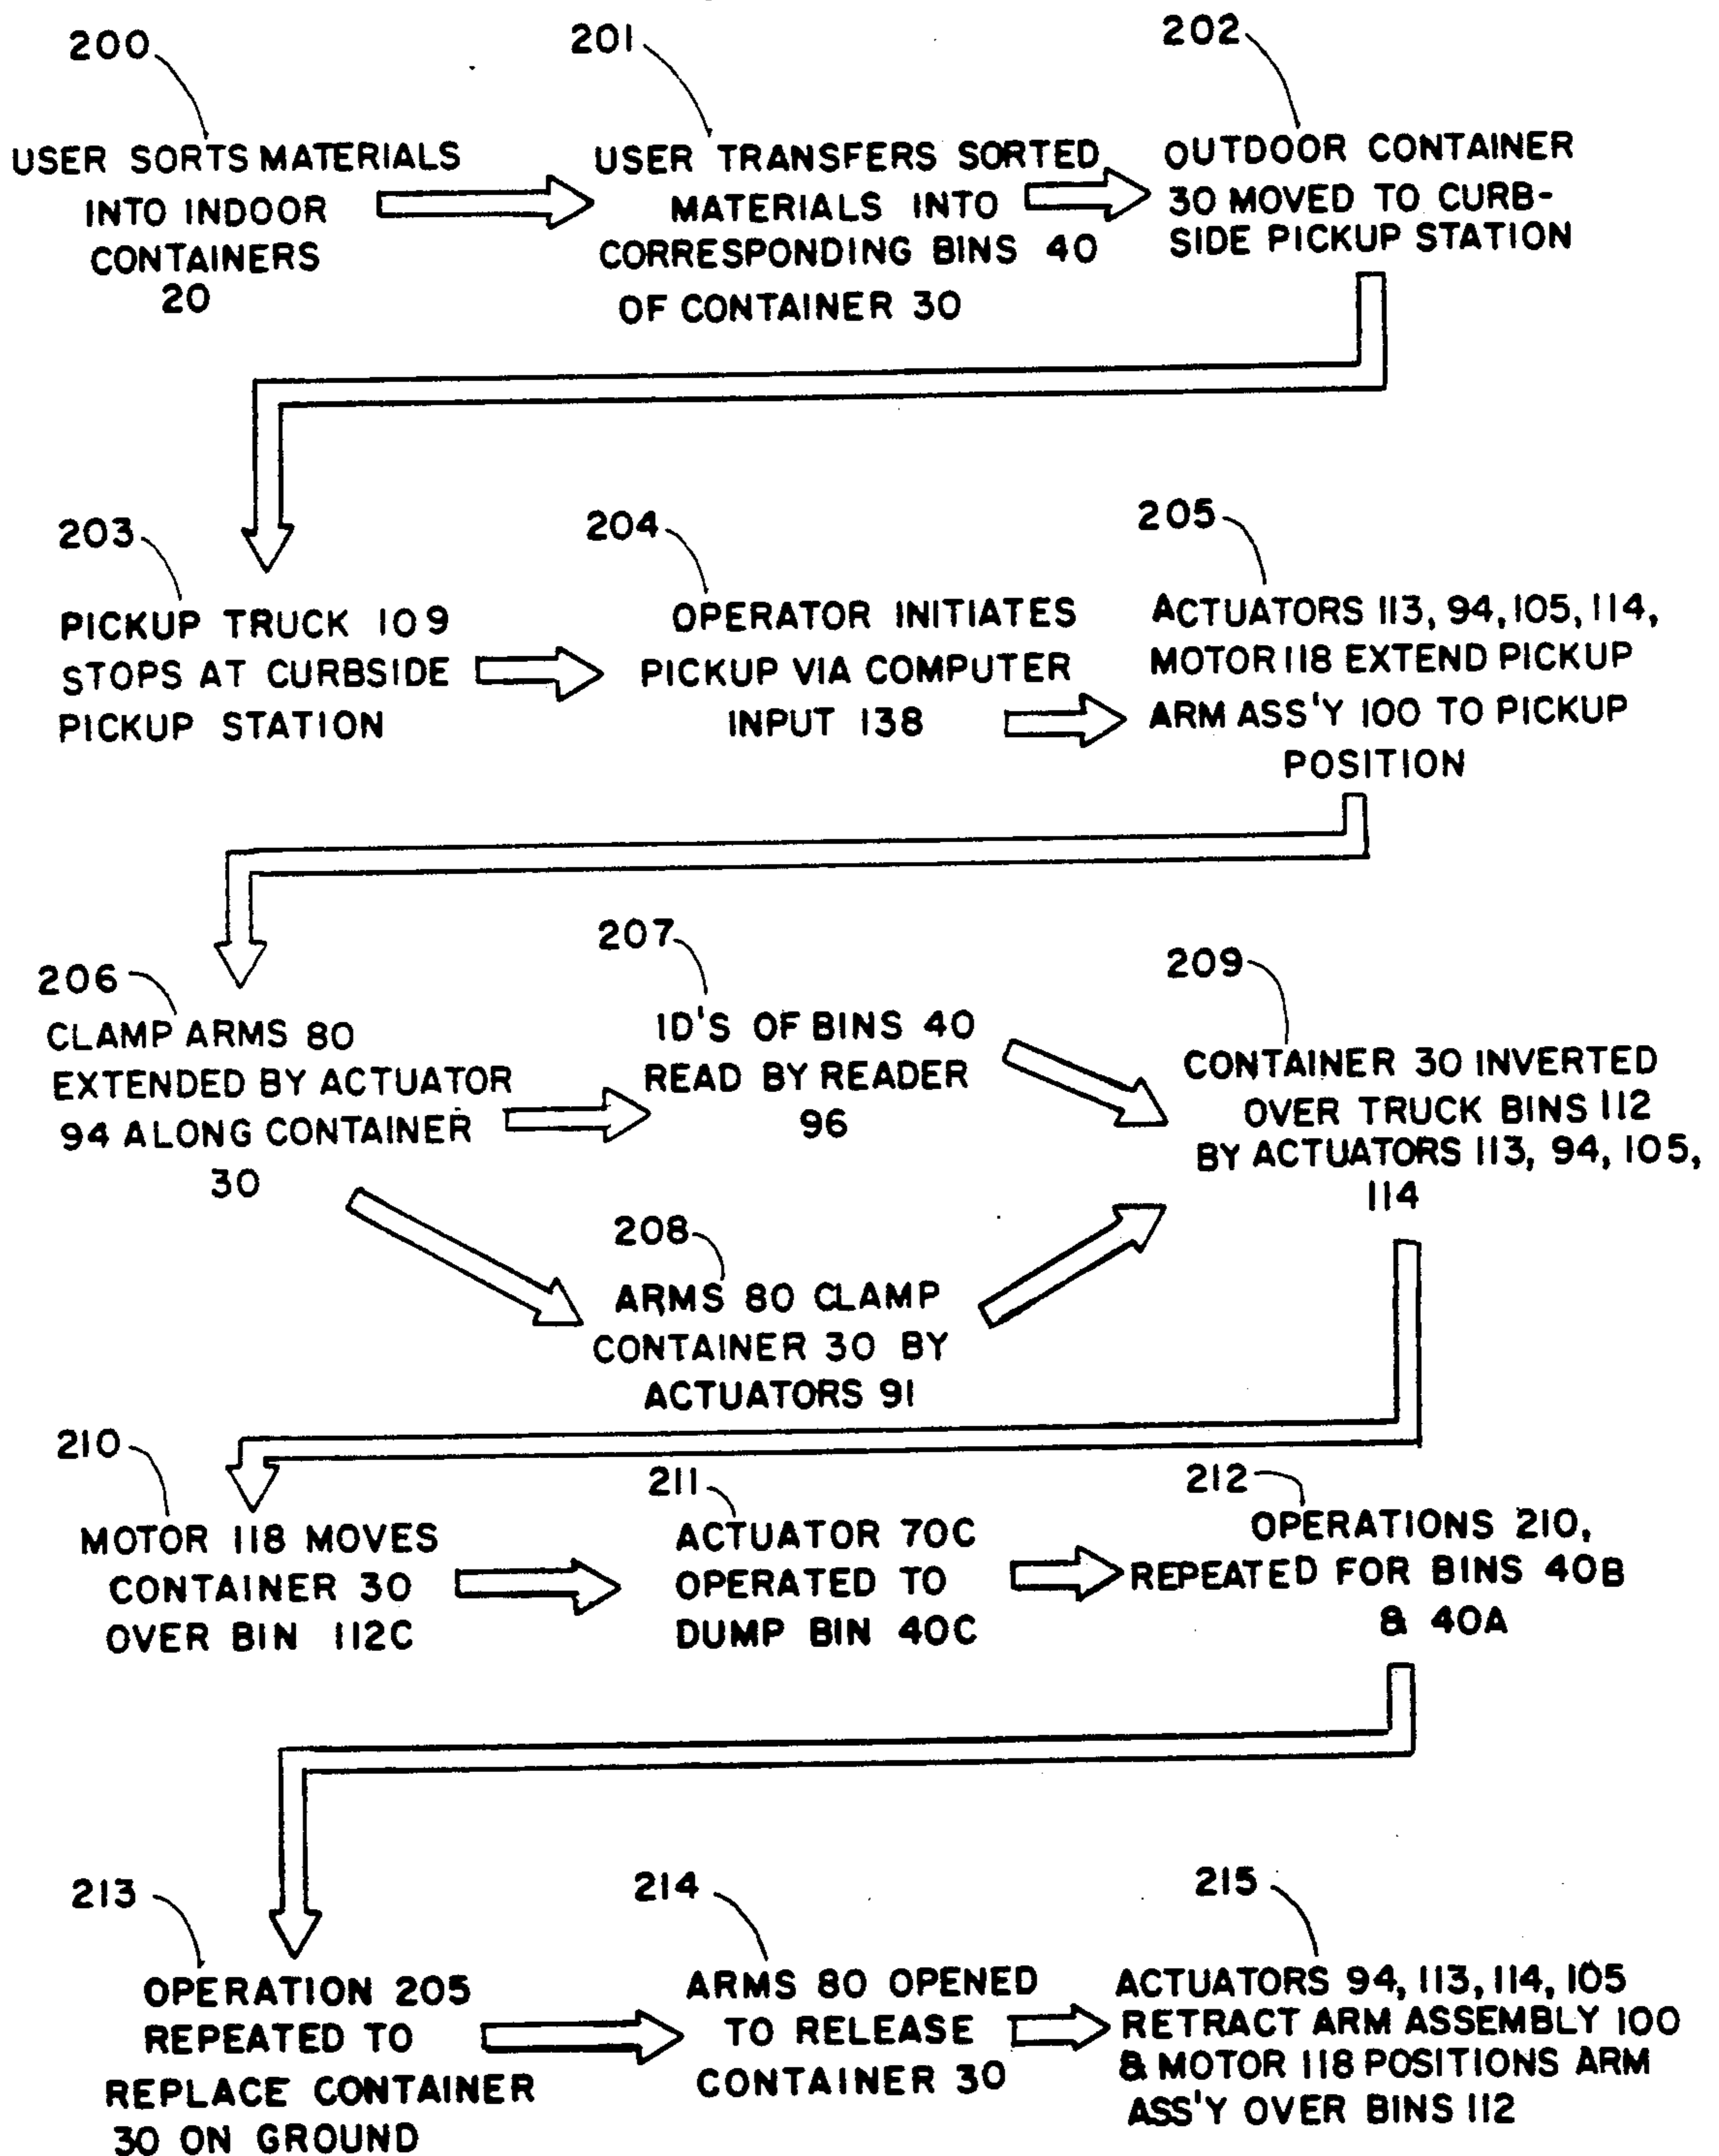 200
USER SORTS MATERIALS
INTO INDOOR
CONTAINERS
20
201
USER TRANSFERS SORTED
MATERIALS INTO
CORRESPONDING BINS 40
OF CONTAINER 30
202
OUTDOOR CONTAINER
30 MOVED TO CURB-
SIDE PICKUP STATION
203
PICKUP TRUCK 109
STOPS AT CURBSIDE
PICKUP STATION
204
OPERATOR INITIATES
PICKUP VIA COMPUTER
INPUT 138
205
ACTUATORS 113, 94, 105, 114,
MOTOR 118 EXTEND PICKUP
ARM ASS'Y 100 TO PICKUP
POSITION
206
CLAMP ARMS 80
EXTENDED BY ACTUATOR
94 ALONG CONTAINER
30
207
ID'S OF BINS 40
READ BY READER
96
208
ARMS 80 CLAMP
CONTAINER 30 BY
ACTUATORS 91
209
CONTAINER 30 INVERTED
OVER TRUCK BINS 112
BY ACTUATORS 113, 94, 105,
114
210
MOTOR 118 MOVES
CONTAINER 30
OVER BIN 112C
211
ACTUATOR 70C
OPERATED TO
DUMP BIN 40C
212
OPERATIONS 210,
REPEATED FOR BINS 40B
& 40A
213
OPERATION 205
REPEATED TO
REPLACE CONTAINER
30 ON GROUND
214
ARMS 80 OPENED
TO RELEASE
CONTAINER 30
215
ACTUATORS 94, 113, 114, 105
RETRACT ARM ASSEMBLY 100
& MOTOR 118 POSITIONS ARM
ASS'Y OVER BINS 112